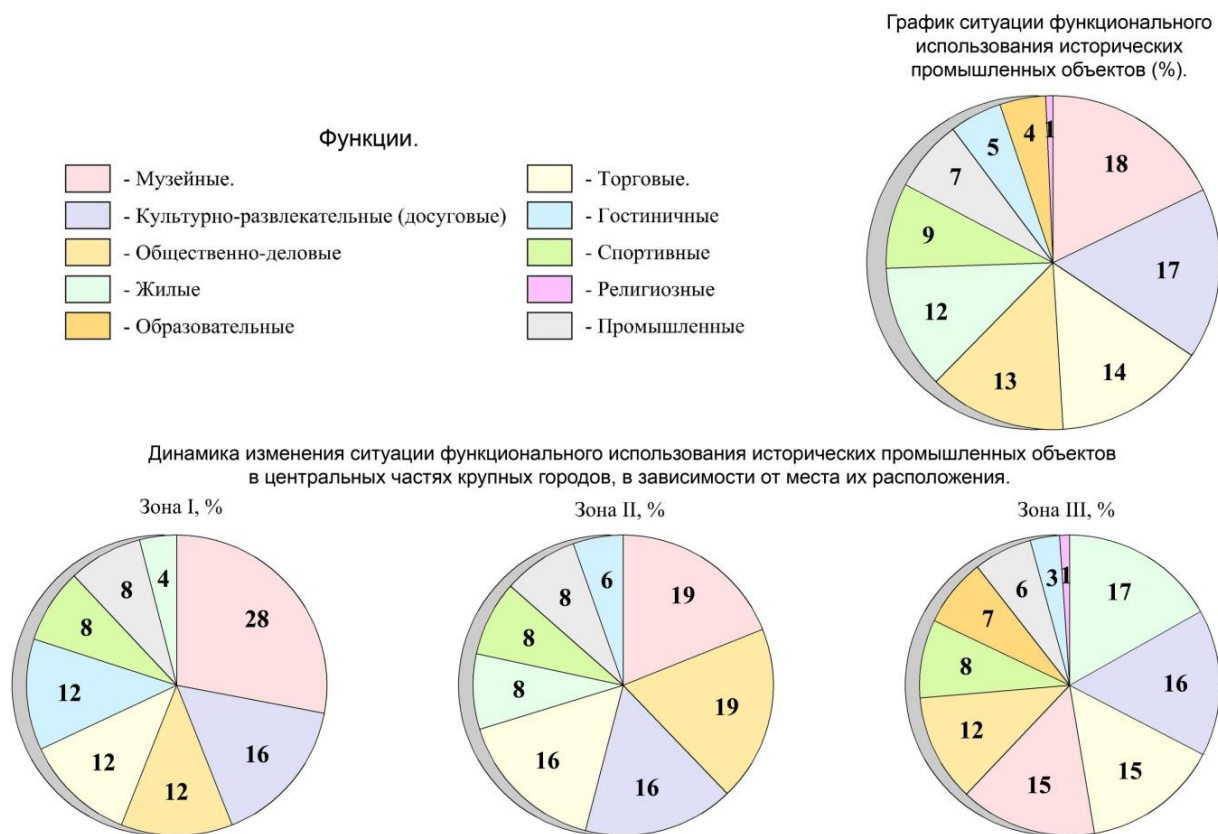 График ситуации функционального
использования исторических
промышленных объектов (%).
Функции.
- Музейные.
- Культурно-развлекательные (досуговые)
- Общественно-деловые
- Жилые
- Образовательные
- Торговые.
- Гостиничные
- Спортивные
- Религиозные
- Промышленные
18
17
14
13
12
9
7
5
4
1
Динамика изменения ситуации функционального использования исторических промышленных объектов
в центральных частях крупных городов, в зависимости от места их расположения.
Зона I, %
28
16
12
12
12
8
8
4
Зона II, %
19
19
16
16
8
8
8
6
Зона III, %
17
16
15
15
12
8
7
6
3
1